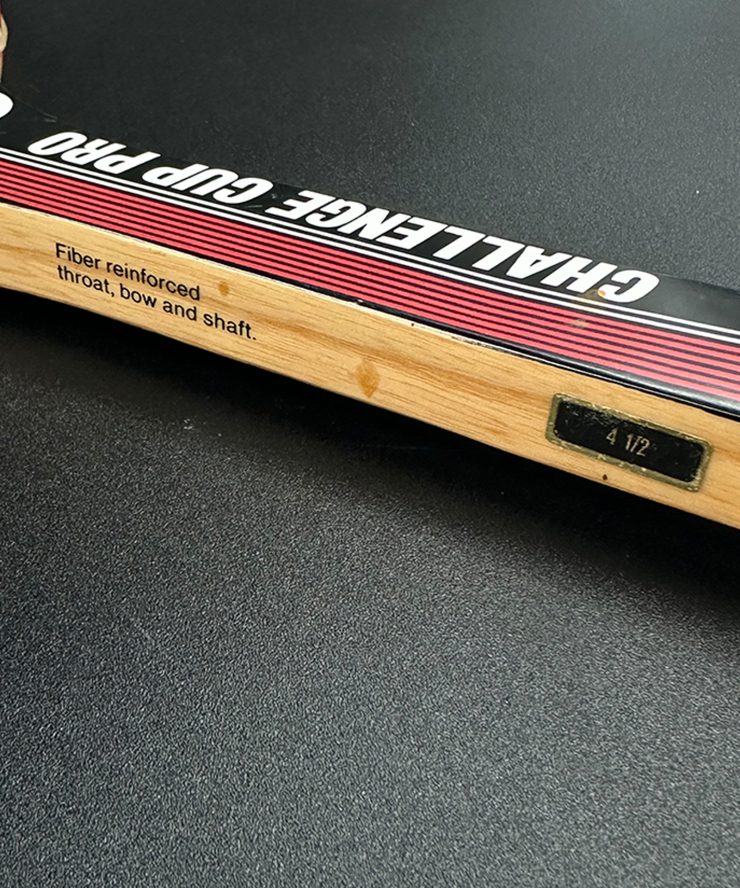 CHALLENGE CUP PRO
Fiber reinforced
throat, bow and shaft.
4 1/2